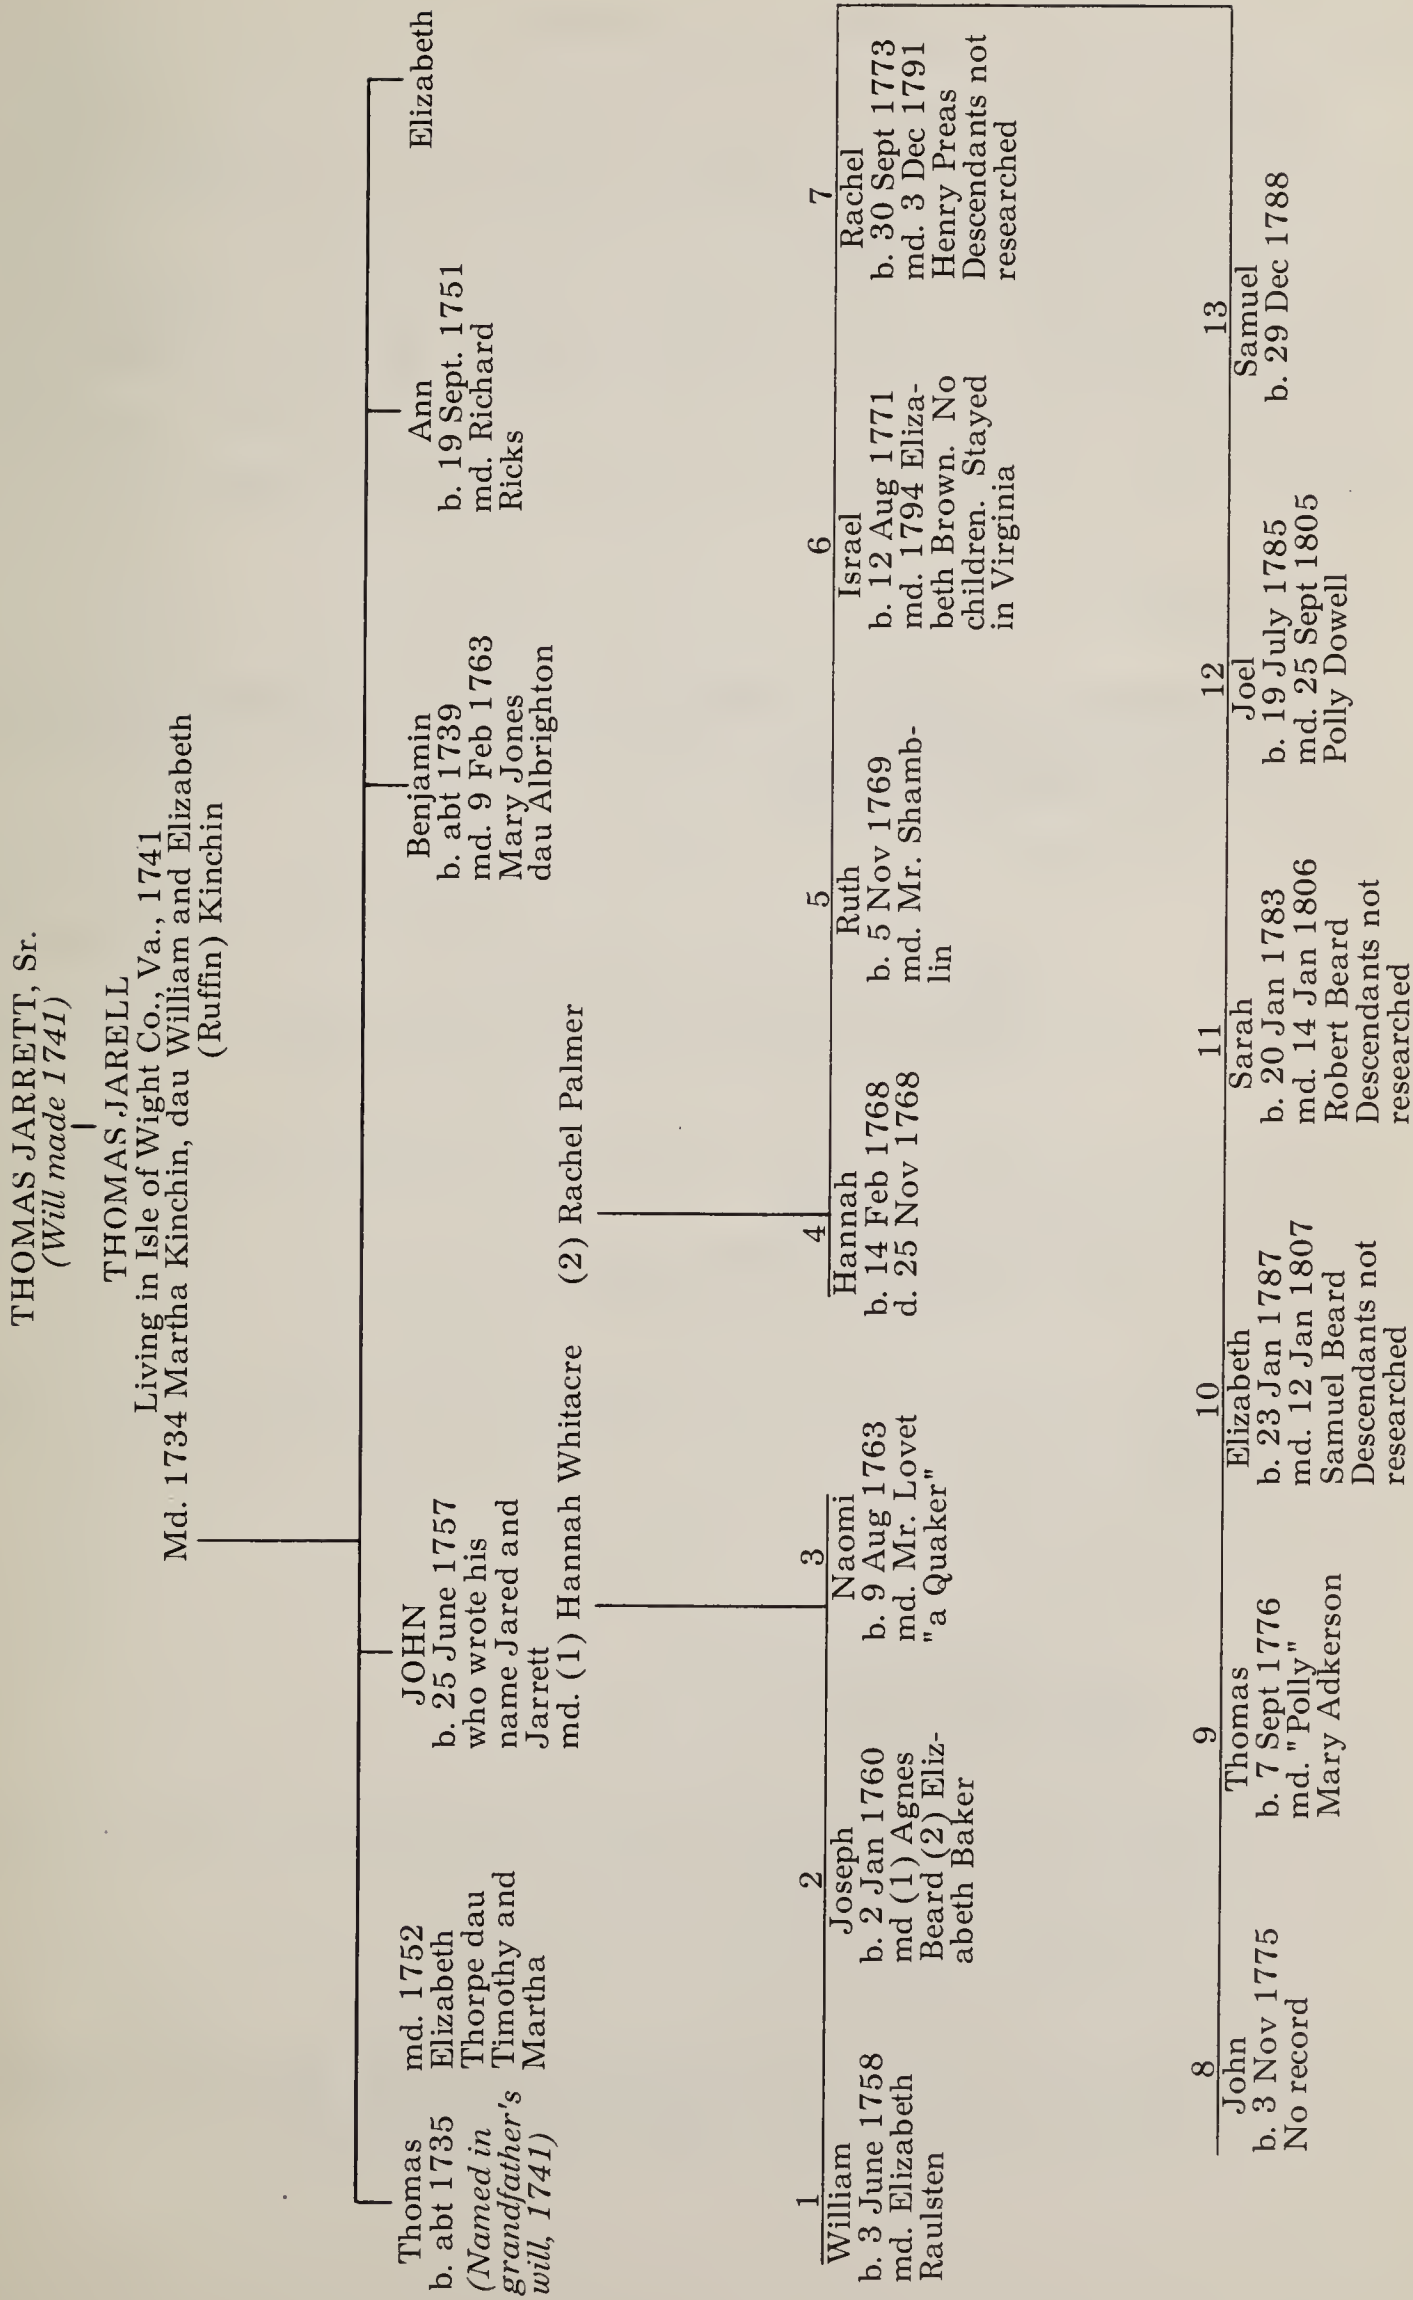 THOMAS JARRETT, Sr.
(Will made 1741)
THOMAS JARELL
Living in Isle of Wight Co., Va., 1741
Md. 1734 Martha Kinchin, dau William and Elizabeth
(Ruffin) Kinchin
Thomas
b. abt 1735
(Named in
grandfather's
will, 1741)
md. 1752
Elizabeth
Thorpe dau
Timothy and
Martha
JOHN
b. 25 June 1757
who wrote his
name Jared and
Jarrett
md. (1) Hannah Whitacre (2) Rachel Palmer
Benjamin
b. abt 1739
md. 9 Feb 1763
Mary Jones
dau Albrighton
Ann
b. 19 Sept. 1751
md. Richard
Ricks
Elizabeth
1
William
b. 3 June 1758
md. Elizabeth
Raulsten
2
Joseph
b. 2 Jan 1760
md (1) Agnes
Beard (2) Eliz-
abeth Baker
3
Naomi
b. 9 Aug 1763
md. Mr. Lovet
"a Quaker"
4
Hannah
b. 14 Feb 1768
d. 25 Nov 1768
5
Ruth
b. 5 Nov 1769
md. Mr. Shamb-
lin
6
Israel
b. 12 Aug 1771
md. 1794 Eliza-
beth Brown. No
children. Stayed
in Virginia
7
Rachel
b. 30 Sept 1773
md. 3 Dec 1791
Henry Preas
Descendants not
researched
8
John
b. 3 Nov 1775
No record
9
Thomas
b. 7 Sept 1776
md. "Polly"
Mary Adkerson
10
Elizabeth
b. 23 Jan 1787
md. 12 Jan 1807
Samuel Beard
Descendants not
researched
11
Sarah
b. 20 Jan 1783
md. 14 Jan 1806
Robert Beard
Descendants not
researched
12
Joel
b. 19 July 1785
md. 25 Sept 1805
Polly Dowell
13
Samuel
b. 29 Dec 1788